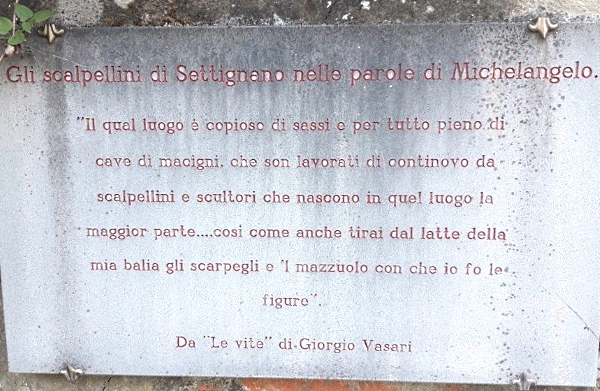 Gli scalpellini di Settignano nelle parole di Michelangelo.
"Il qual luogo è copioso di sassi e per tutto pieno di
cave di macigni, che son lavorati di continovo da
scalpellini e scultori che nascono in quel luogo la
maggior parte....così come anche tirai dal latte della
mia balia gli scarpegli e 'l mazzuolo con che io fo le
figure".
Da "Le vite" di Giorgio Vasari